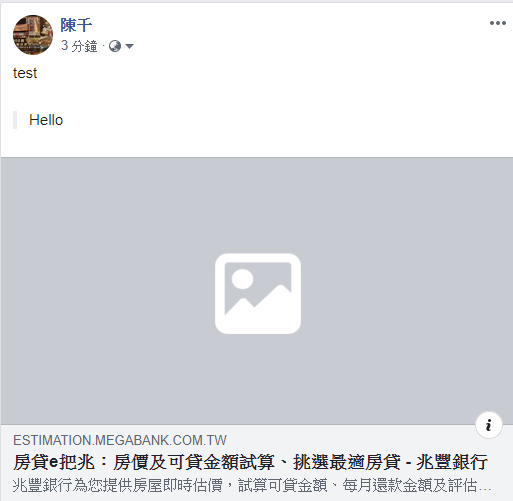 陳千
3 分鐘 ·
test
Hello
ESTIMATION.MEGABANK.COM.TW
房貸e把兆：房價及可貸金額試算、挑選最適房貸 - 兆豐銀行
兆豐銀行為您提供房屋即時估價，試算可貸金額、每月還款金額及評估…